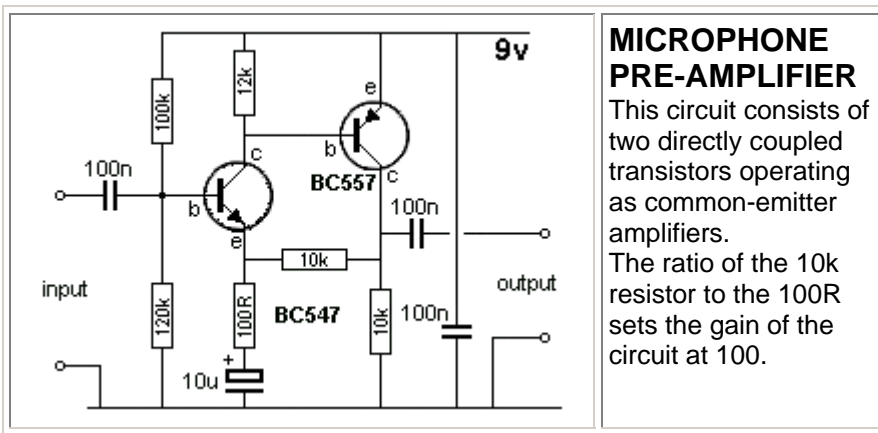 9v
12k
100k
e
b
c
BC557
c
100n
b
e
100n
10k
input
output
120k
100R
BC547
10k
100n
+
10u
MICROPHONE
PRE-AMPLIFIER
This circuit consists of
two directly coupled
transistors operating
as common-emitter
amplifiers.
The ratio of the 10k
resistor to the 100R
sets the gain of the
circuit at 100.